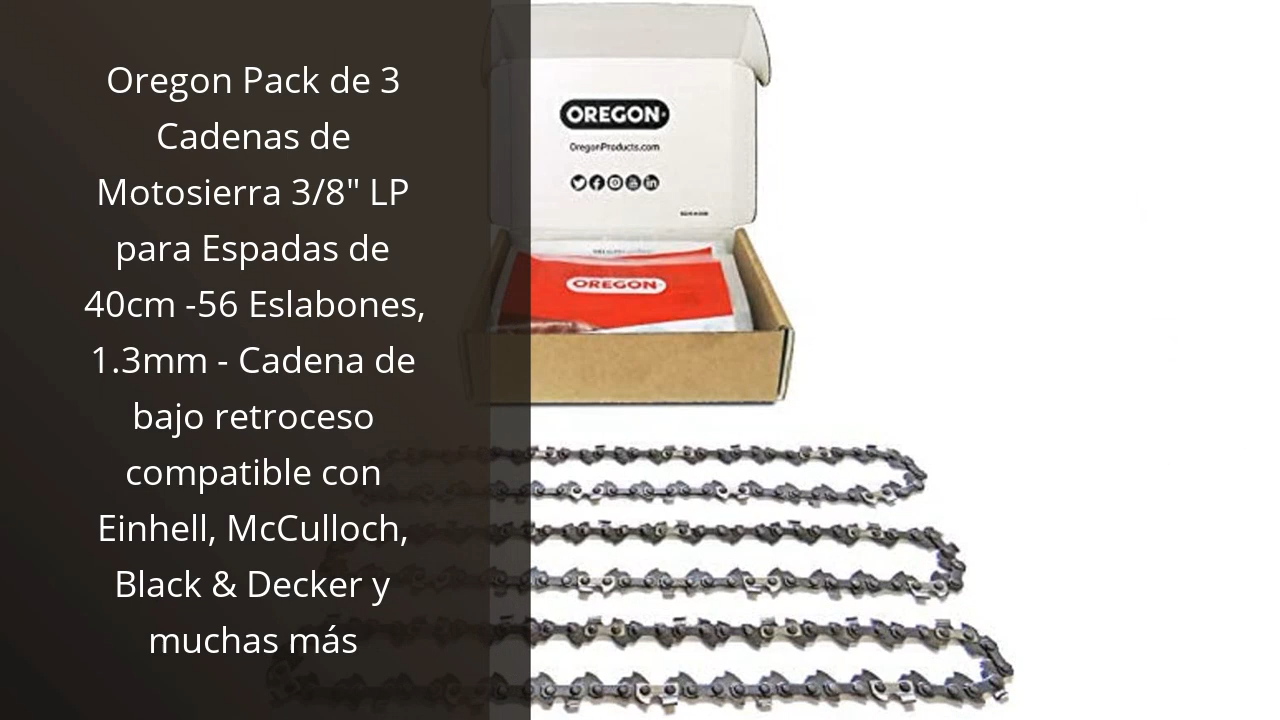 Oregon Pack de 3
Cadenas de
Motosierra 3/8" LP
para Espadas de
40cm -56 Eslabones,
1.3mm - Cadena de
bajo retroceso
compatible con
Einhell, McCulloch,
Black & Decker y
muchas más
OREGON
OregonProducts.com
OREGON